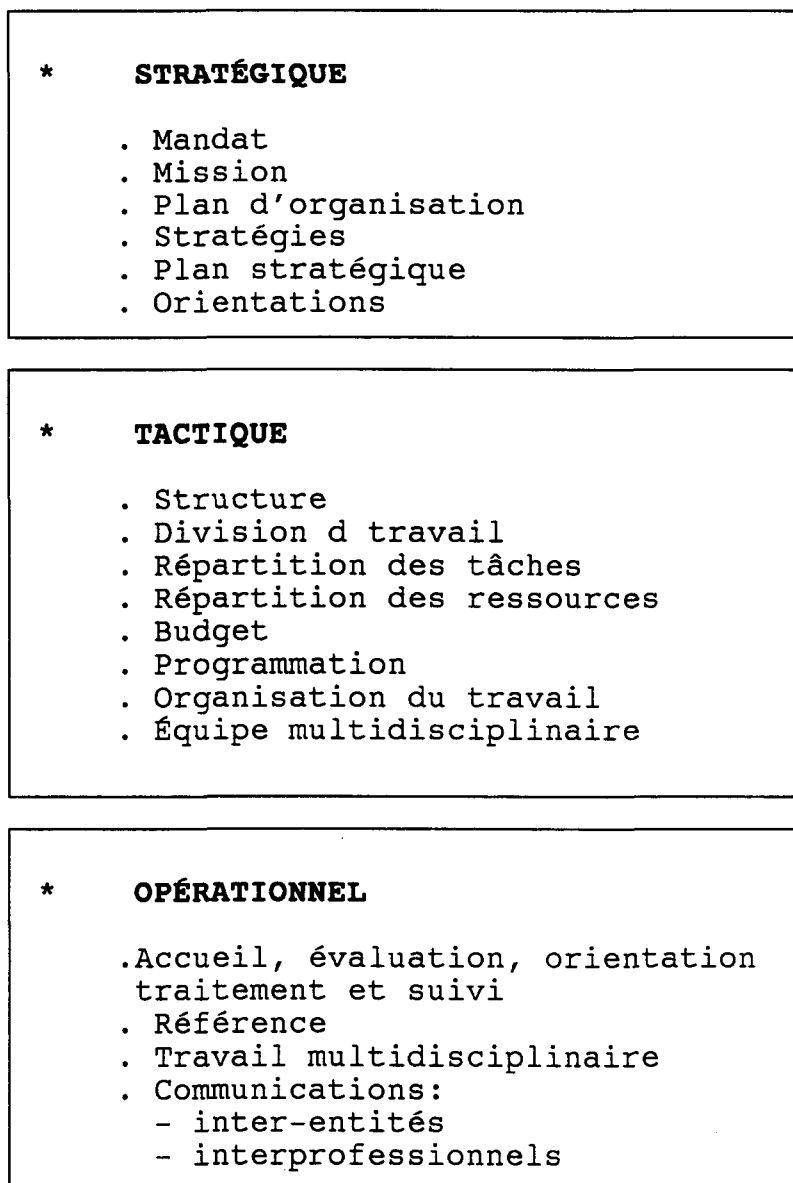 * STRATÉGIQUE
. Mandat
. Mission
. Plan d'organisation
. Stratégies
. Plan stratégique
. Orientations
* TACTIQUE
. Structure
. Division d travail
. Répartition des tâches
. Répartition des ressources
. Budget
. Programmation
. Organisation du travail
. Équipe multidisciplinaire
* OPÉRATIONNEL
.Accueil, évaluation, orientation
traitement et suivi
. Référence
. Travail multidisciplinaire
. Communications:
- inter-entités
- interprofessionnels